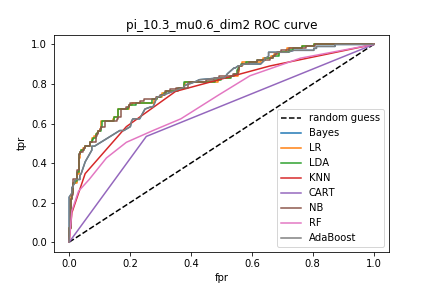 pi_10.3_mu0.6_dim2 ROC curve
1.0
0.8
0.6
0.4
0.2
0.0
tpr
0.0 0.2 0.4 0.6 0.8 1.0
fpr
random guess
Bayes
LR
LDA
KNN
CART
NB
RF
AdaBoost